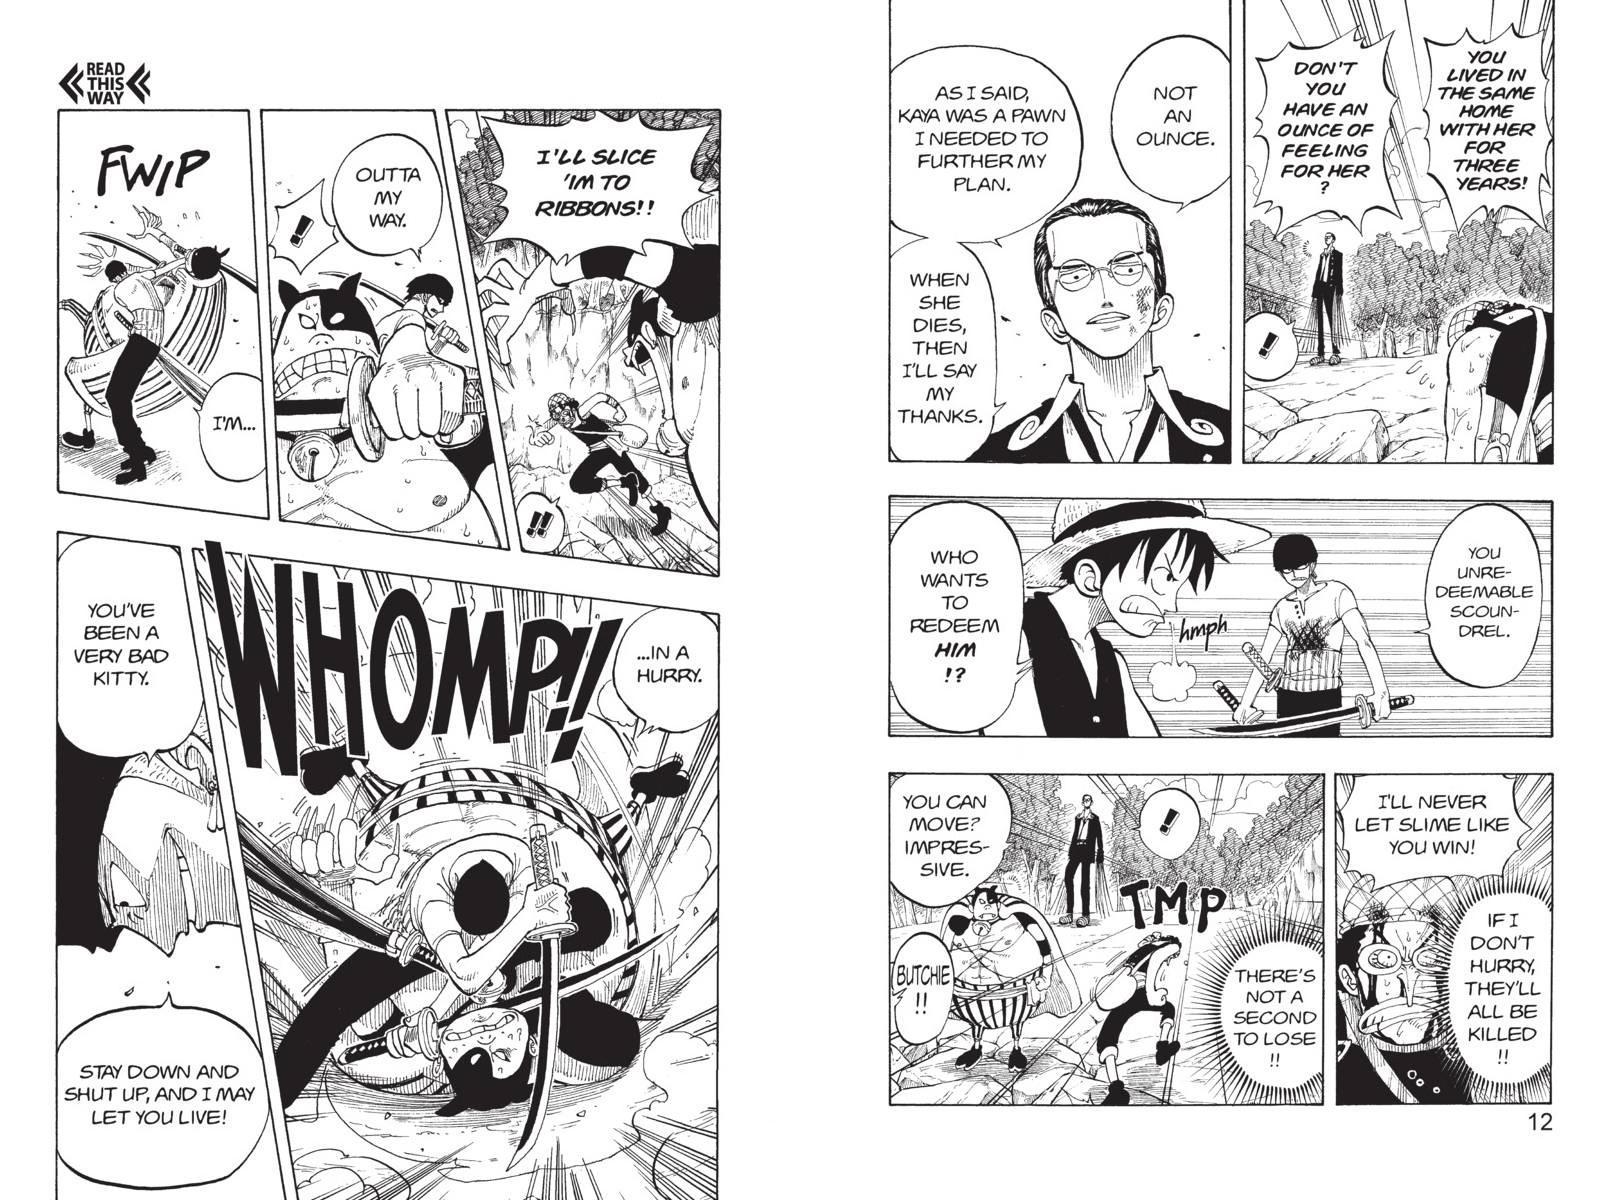 YOU
LIVED IN
THE SAME
HOME
WITH HER
FOR
THREE
YEARS!
DON'T
YOU
HAVE AN
OUNCE OF
FEELING
FOR HER
?
!
NOT
AN
OUNCE.
AS I SAID,
KAYA WAS A PAWN
I NEEDED TO
FURTHER MY
PLAN.
WHEN
SHE
DIES,
THEN
I'LL SAY
MY
THANKS.
YOU
UNRE-
DEEMABLE
SCOUN-
DREL.
hmph
WHO
WANTS
TO
REDEEM
HIM
!?
I'LL NEVER
LET SLIME LIKE
YOU WIN!
IF I
DON'T
HURRY,
THEY'LL
ALL BE
KILLED
!!
!
TMP
THERE'S
NOT A
SECOND
TO LOSE
!!
YOU CAN
MOVE?
IMPRES-
SIVE.
BUTCHIE
!!
12
READ
THIS
WAY
I'LL SLICE
'IM TO
RIBBONS!!
!!
OUTTA
MY
WAY.
!
FWIP
I'M...
...IN A
HURRY.
WHOMP!!
YOU'VE
BEEN A
VERY BAD
KITTY.
STAY DOWN AND
SHUT UP, AND I MAY
LET YOU LIVE!